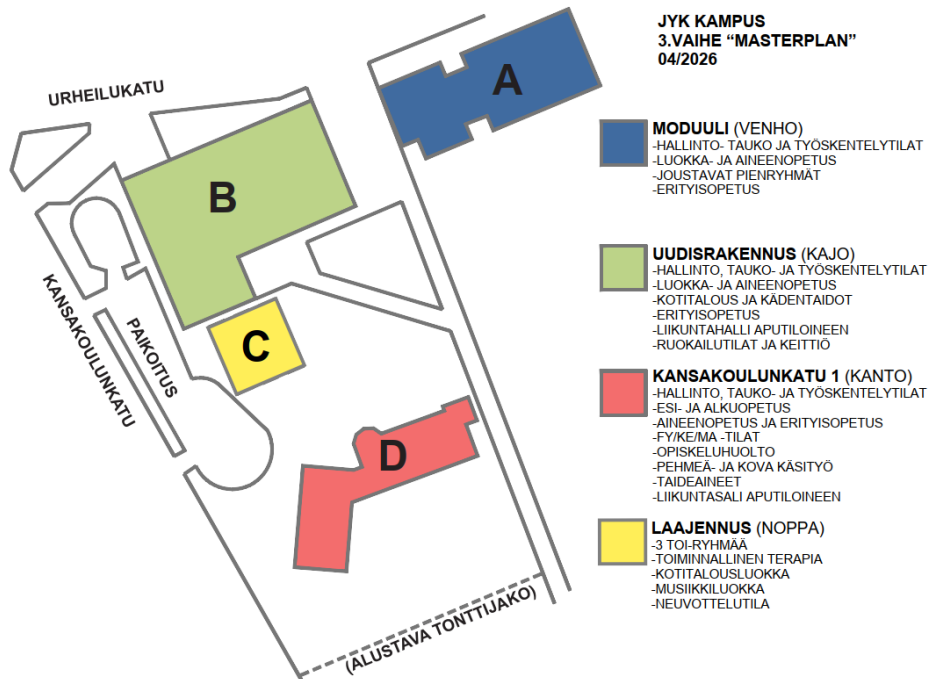 JYK KAMPUS
3.VAIHE “MASTERPLAN”
04/2026
URHEILUKATU
KANSAKOULUNKATU
PAIKOITUS
A
B
C
D
(ALUSTAVA TONTTIJAKO)
MODUULI (VENHO)
-HALLINTO- TAUKO JA TYÖSKENTELYTILAT
-LUOKKA- JA AINEENOPETUS
-JOUSTAVAT PIENRYHMÄT
-ERITYISOPETUS
UUDISRAKENNUS (KAJO)
-HALLINTO, TAUKO- JA TYÖSKENTELYTILAT
-LUOKKA- JA AINEENOPETUS
-KOTITALOUS JA KÄDENTAIDOT
-ERITYISOPETUS
-LIIKUNTAHALLI APUTILOINEEN
-RUOKAILUTILAT JA KEITTIÖ
KANSAKOULUNKATU 1 (KANTO)
-HALLINTO, TAUKO- JA TYÖSKENTELYTILAT
-ESI- JA ALKUOPETUS
-AINEENOPETUS JA ERITYISOPETUS
-FY/KE/MA -TILAT
-OPISKELUHUOLTO
-PEHMEÄ- JA KOVA KÄSITYÖ
-TAIDEAINEET
-LIIKUNTASALI APUTILOINEEN
LAAJENNUS (NOPPA)
-3 TOI-RYHMÄÄ
-TOIMINNALLINEN TERAPIA
-KOTITALOUSLUOKKA
-MUSIIKKILUOKKA
-NEUVOTTELUTILA